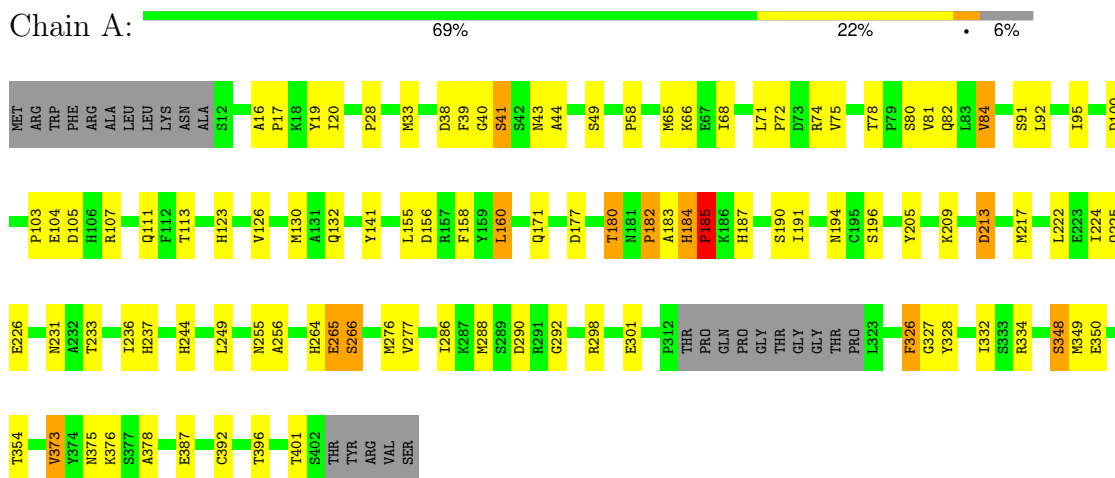 Chain A:
69% 22% • 6%
MET ARG TRP PHE ARG ALA LEU LEU LYS ASN ALA S12 A16 P17 K18 Y19 I20 P28 M33 D38 F39 G40 S41 S42 N43 A44 S49 P58 M65 K66 E67 I68 L71 P72 D73 R74 V75 T78 P79 S80 V81 Q82 L83 V84 S91 L92 I95
P103 E104 D105 H106 R107 Q111 F112 T113 H123 V126 M130 A131 Q132 Y141 L155 D156 R157 F158 Y159 L160 Q171 D177 T180 N181 P182 A183 H184 P185 K186 H187 S190 I191 N194 C195 S196 Y205 K209 D213 M217 L222 E223 I224
E226 N231 A232 T233 I236 H237 H244 L249 N255 A256 H264 E265 S266 M276 V277 I286 K287 M288 S289 D290 R291 G292 R298 E301 P312 THR PRO GLN PRO GLY THR GLY GLY THR PRO L323 F326 G327 Y328 I332 S333 R334 S348 M349 E350
T354 V373 Y374 N375 K376 S377 A378 E387 C392 T396 T401 S402 THR TYR ARG VAL SER